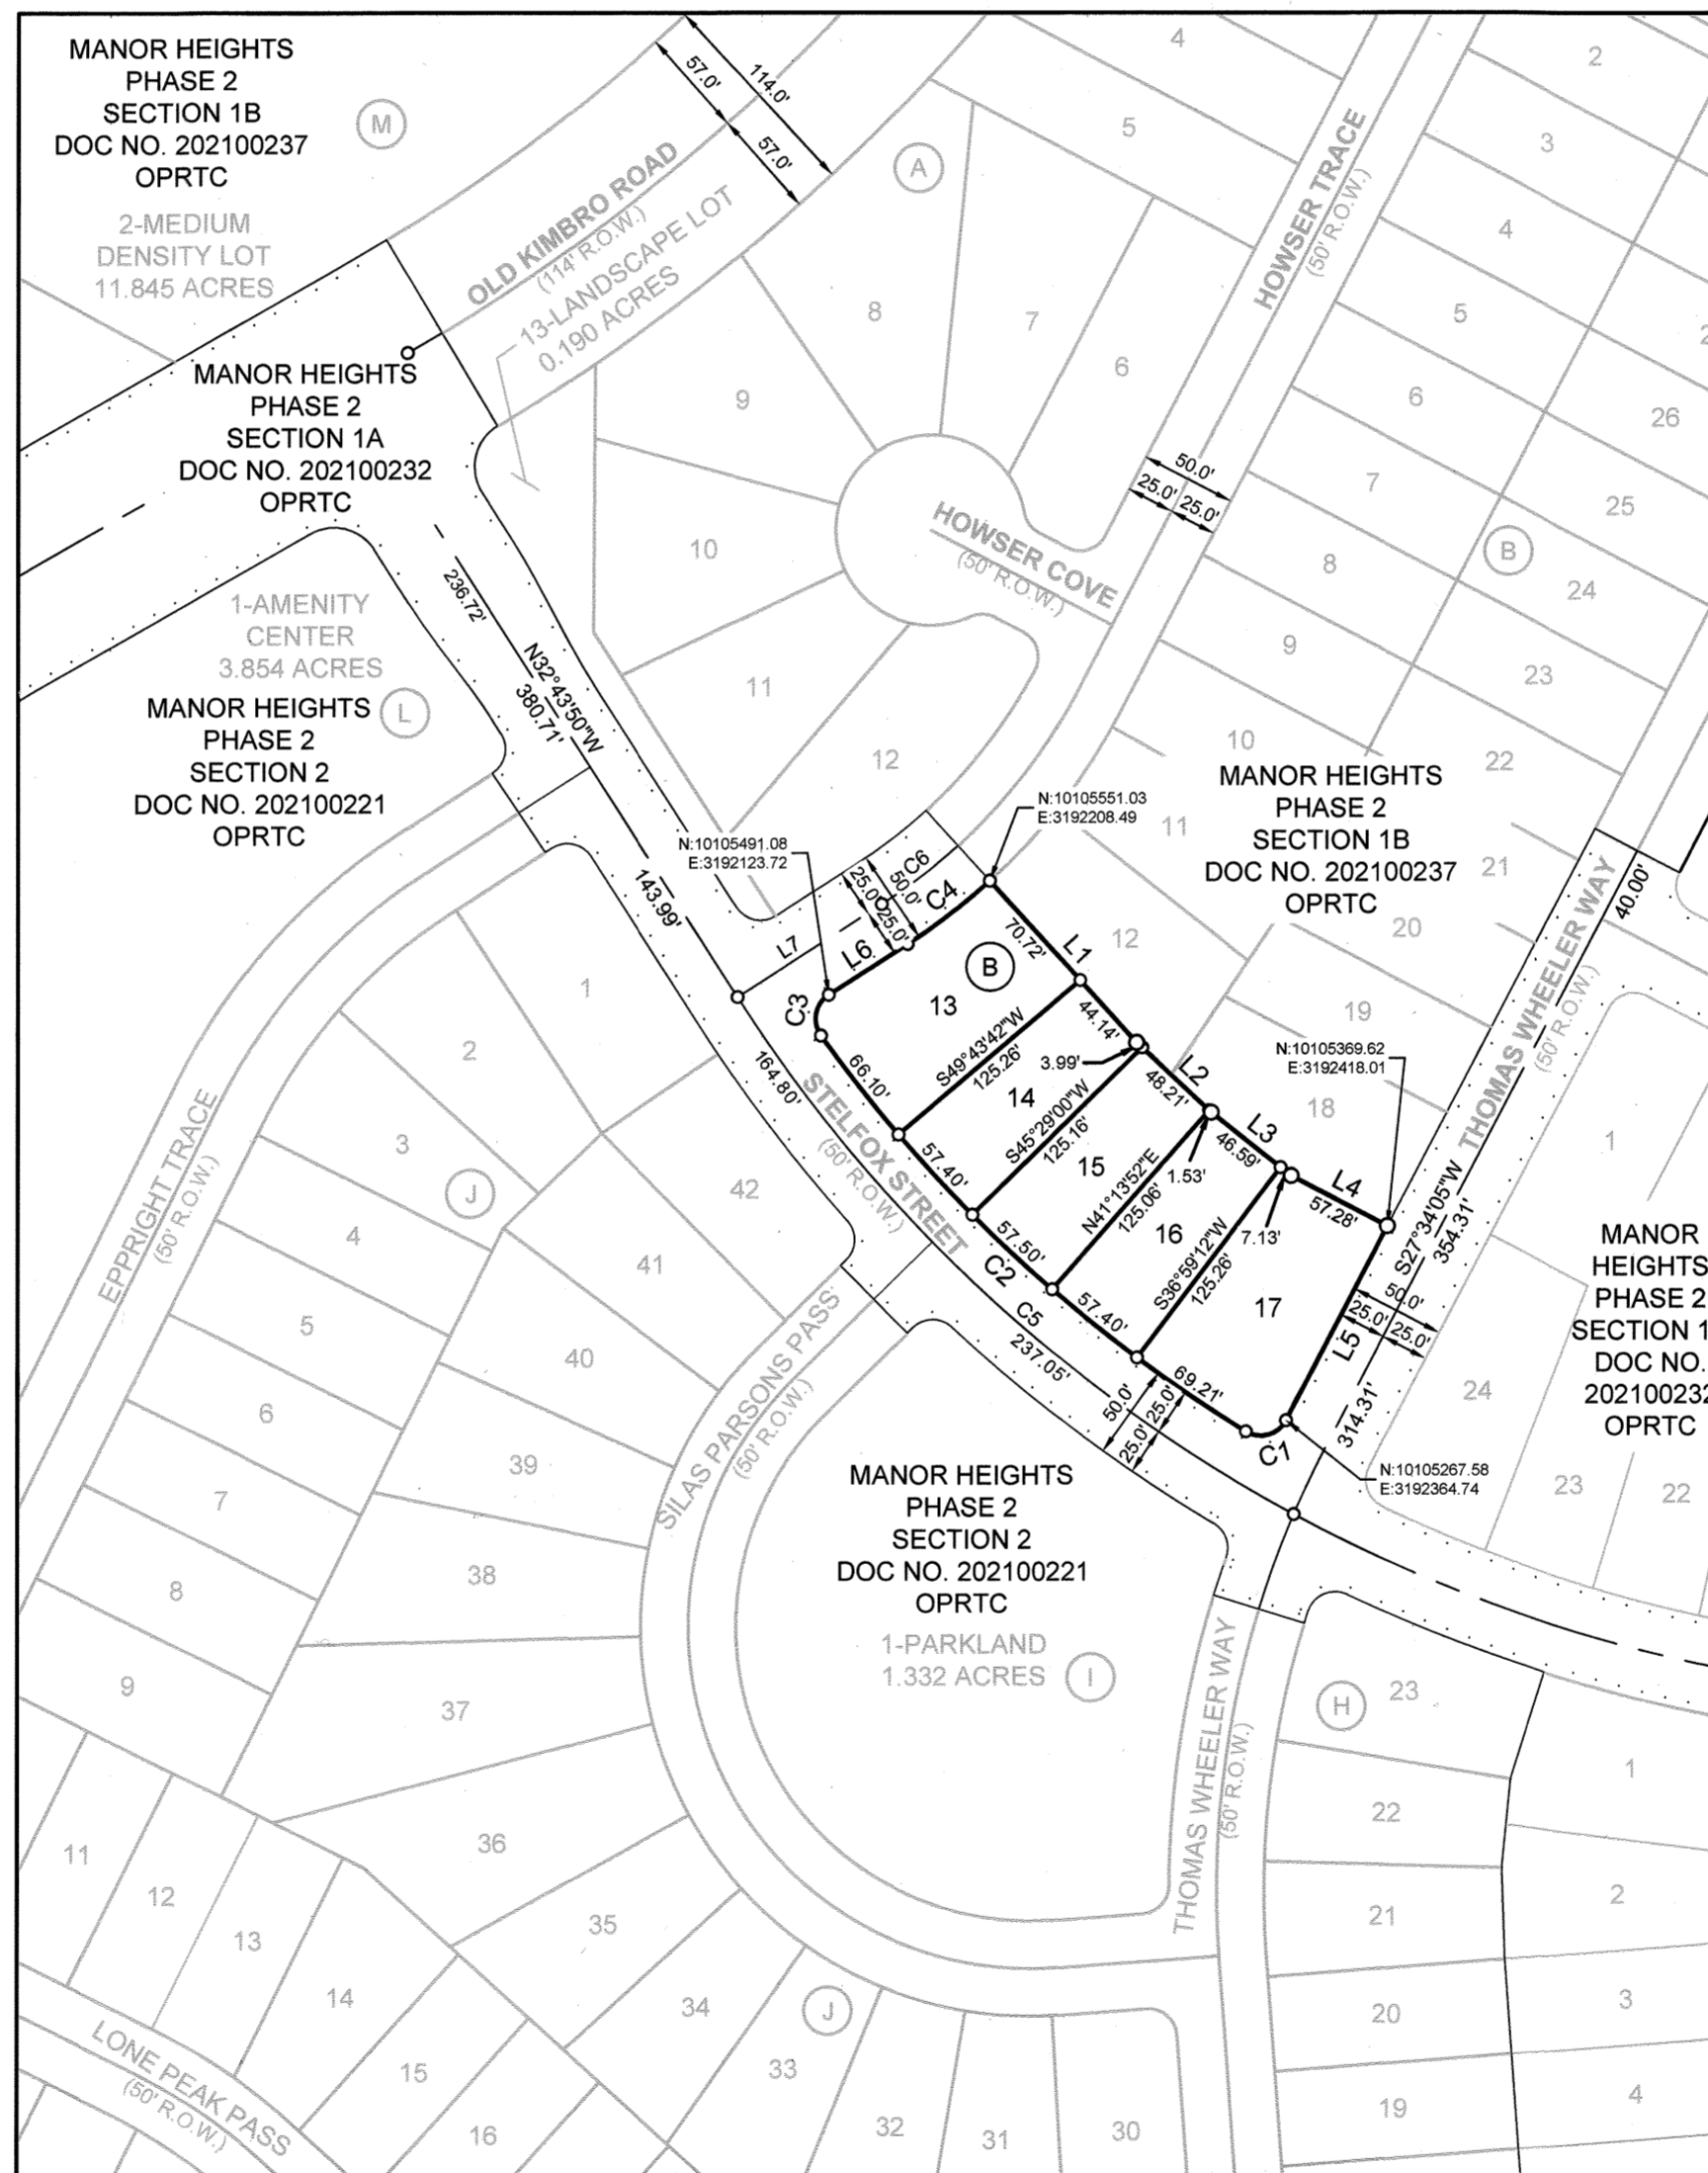 MANOR HEIGHTS
PHASE 2
SECTION 1B
DOC NO. 202100237
OPRTC
2-MEDIUM
DENSITY LOT
11.845 ACRES
M
57.0'
114.0'
57.0'
OLD KIMBRO ROAD
(114' R.O.W.)
13-LANDSCAPE LOT
0.190 ACRES
A
4
5
6
7
8
9
10
11
12
HOWSER TRACE
(50' R.O.W.)
2
3
4
5
6
7
8
9
10
11
12
26
25
24
23
22
21
20
19
18
B
50.0'
25.0'
25.0'
HOWSER COVE
(50' R.O.W.)
MANOR HEIGHTS
PHASE 2
SECTION 1A
DOC NO. 202100232
OPRTC
1-AMENITY
CENTER
3.854 ACRES
MANOR HEIGHTS
PHASE 2
SECTION 2
DOC NO. 202100221
OPRTC
L
236.72'
N32°43'50"W
380.71'
143.99'
MANOR HEIGHTS
PHASE 2
SECTION 1B
DOC NO. 202100237
OPRTC
N:10105551.03
E:3192208.49
N:10105491.08
E:3192123.72
C6
50.0'
25.0'
25.0'
C4
L7
L6
C3
B
13
70.72'
L1
S49°43'42"W
125.26'
66.10'
44.14'
3.99'
14
S45°29'00"W
125.16'
57.40'
48.21'
L2
15
N41°13'52"E
125.06'
57.50'
1.53'
46.59'
L3
16
S36°59'12"W
125.26'
57.40'
7.13'
L4
57.28'
17
69.21'
N:10105369.62
E:3192418.01
L5
C1
N:10105267.58
E:3192364.74
164.80'
STELFOX STREET
(50' R.O.W.)
C2
C5
237.05'
50.0'
25.0'
25.0'
THOMAS WHEELER WAY
(50' R.O.W.)
40.00'
S27°34'05"W
354.31'
50.0'
25.0'
25.0'
314.31'
1
24
23
22
MANOR
HEIGHTS
PHASE 2
SECTION 1
DOC NO.
202100232
OPRTC
EPPRIGHT TRACE
(50' R.O.W.)
J
1
2
3
4
5
6
7
8
9
42
41
40
39
38
37
36
35
34
33
32
31
30
SILAS PARSONS PASS
(50' R.O.W.)
MANOR HEIGHTS
PHASE 2
SECTION 2
DOC NO. 202100221
OPRTC
1-PARKLAND
1.332 ACRES
I
THOMAS WHEELER WAY
(50' R.O.W.)
H
23
22
21
20
19
1
2
3
4
11
12
13
14
15
16
J
LONE PEAK PASS
(50' R.O.W.)